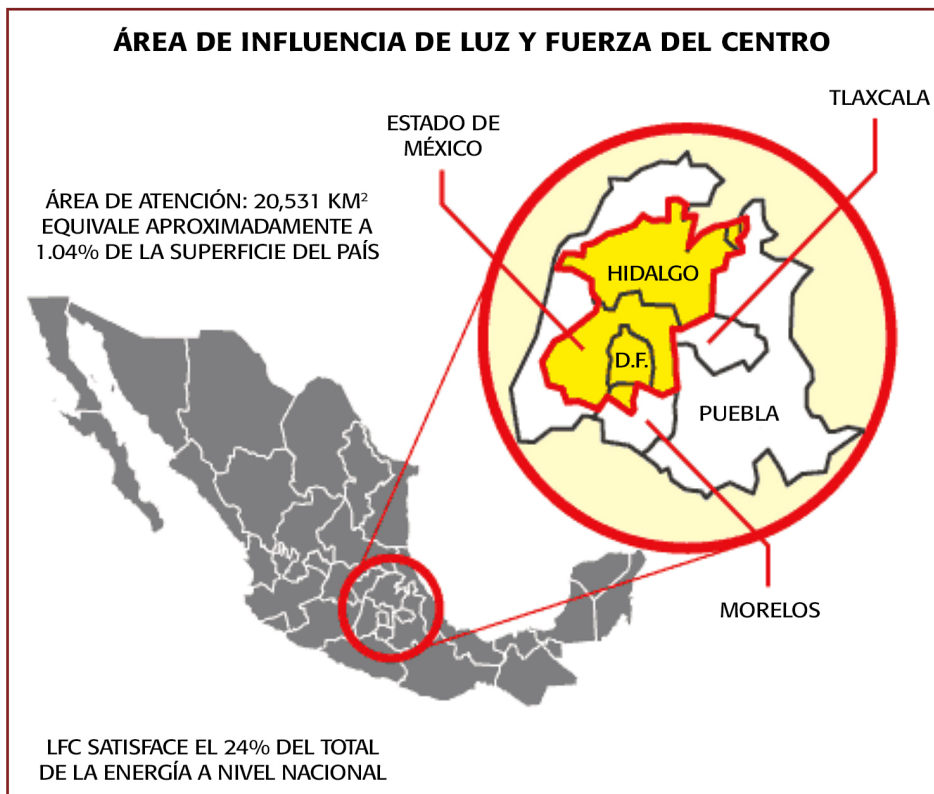 ÁREA DE INFLUENCIA DE LUZ Y FUERZA DEL CENTRO
TLAXCALA
ESTADO DE
MÉXICO
ÁREA DE ATENCIÓN: 20,531 KM²
EQUIVALE APROXIMADAMENTE A
1.04% DE LA SUPERFICIE DEL PAÍS
HIDALGO
D.F.
PUEBLA
MORELOS
LFC SATISFACE EL 24% DEL TOTAL
DE LA ENERGÍA A NIVEL NACIONAL